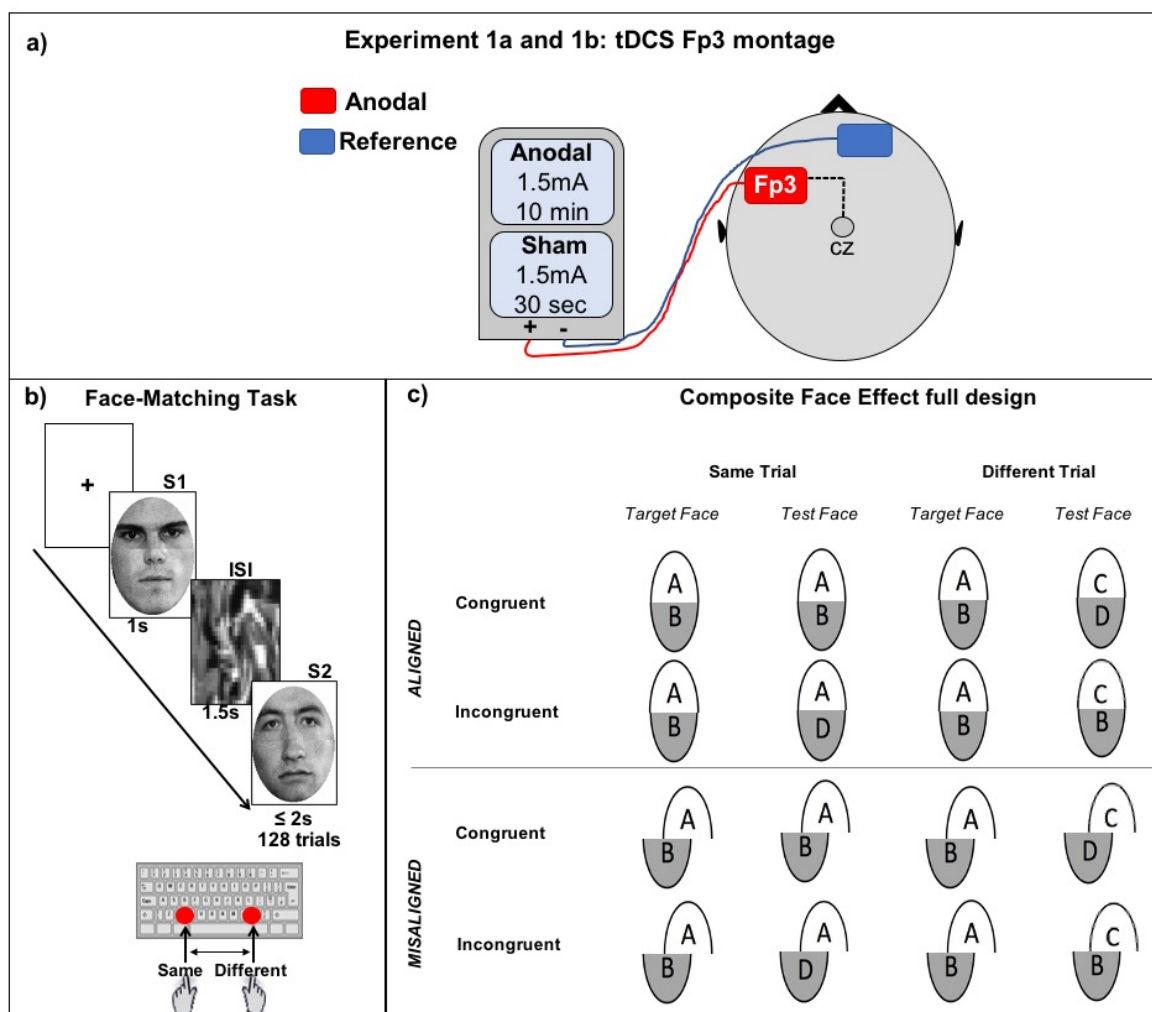 a)
Experiment 1a and 1b: tDCS Fp3 montage
Anodal
Reference
Anodal
1.5mA
10 min
Sham
1.5mA
30 sec
+ -
Fp3
CZ
b)
Face-Matching Task
+
S1
1s
ISI
1.5s
S2
≤ 2s
128 trials
Same Different
c)
Composite Face Effect full design
Same Trial Different Trial
Target Face Test Face Target Face Test Face
ALIGNED
Congruent
A A A C
B B B D
Incongruent
A A A C
B D B B
MISALIGNED
Congruent
A A A C
B B B D
Incongruent
A A A C
B D B B